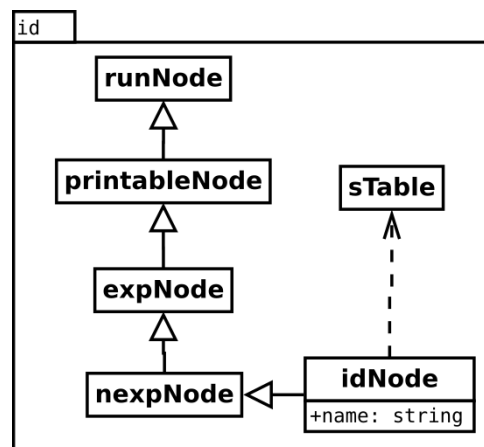 id
runNode
printableNode
sTable
expNode
nexpNode
idNode
+name: string